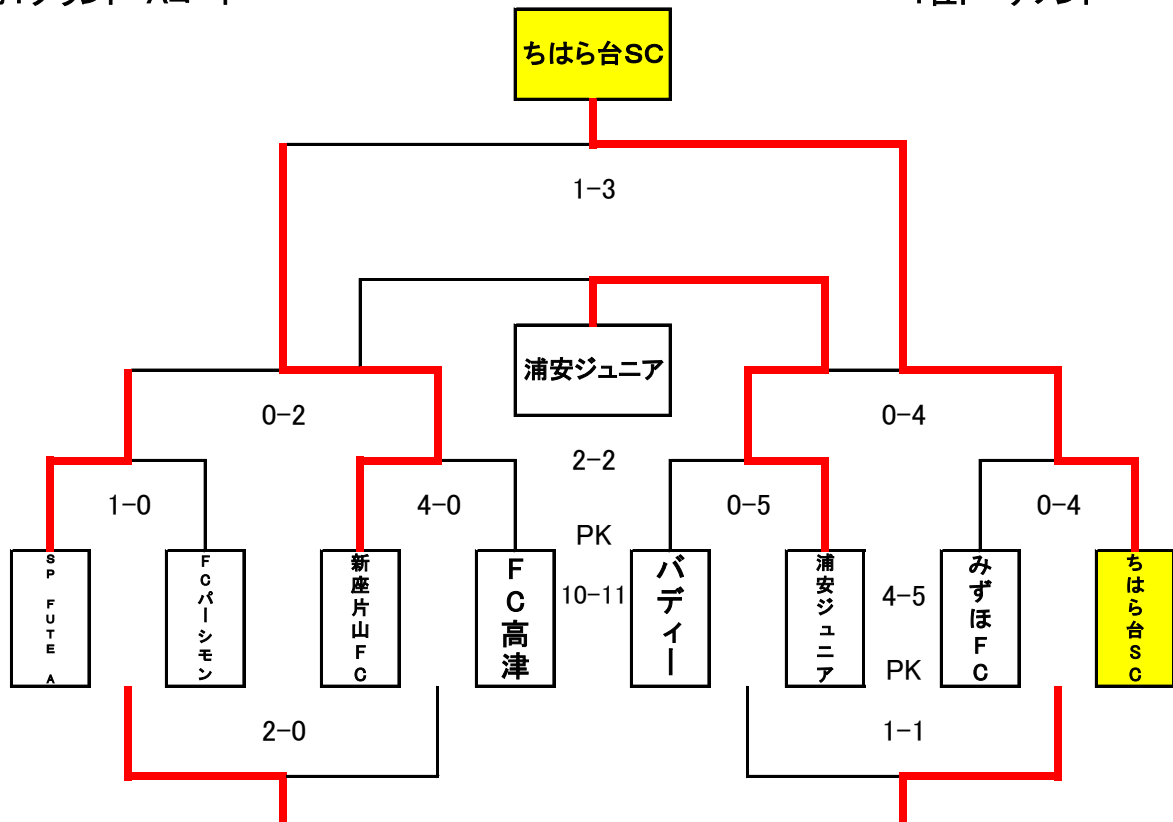 ちはら台SC
1-3
浦安ジュニア
0-2
0-4
2-2
1-0
4-0
0-5
0-4
PK
10-11
4-5
PK
SP FUTE A
FCパーシモン
新座片山FC
FC高津
バディー
浦安ジュニア
みずほFC
ちはら台SC
2-0
1-1